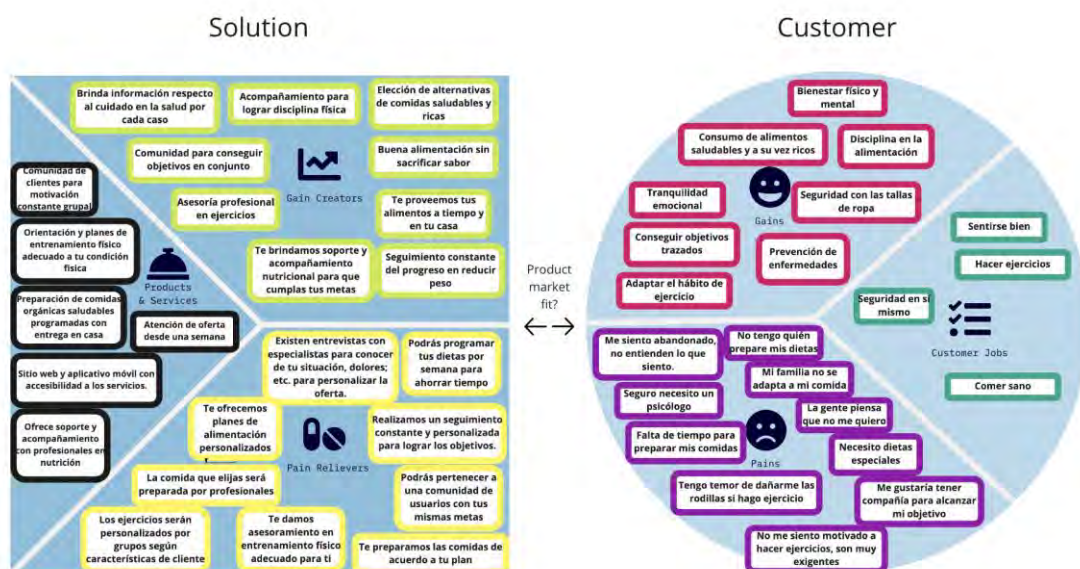 Solution
Customer
Brinda información respecto
al cuidado en la salud por
cada caso
Acompañamiento para
lograr disciplina física
Elección de alternativas
de comidas saludables y
ricas
Comunidad para conseguir
objetivos en conjunto
Buena alimentación sin
sacrificar sabor
Gain Creators
Asesoría profesional
en ejercicios
Te proveemos tus
alimentos a tiempo y
en tu casa
Te brindamos soporte y
acompañamiento
nutricional para que
cumplas tus metas
Seguimiento constante
del progreso en reducir
peso
Comunidad de
clientes para
motivación
constante grupal
Orientación y planes de
entrenamiento físico
adecuado a tu condición
física
Products
& Services
Preparación de comidas
orgánicas saludables
programadas con
entrega en casa
Atención de oferta
desde una semana
Sitio web y aplicativo móvil con
accesibilidad a los servicios.
Ofrece soporte y
acompañamiento
con profesionales en
nutrición
Existen entrevistas con
especialistas para conocer
de tu situación, dolores;
etc. para personalizar la
oferta.
Podrás programar
tus dietas por
semana para
ahorrar tiempo
Te ofrecemos
planes de
alimentación
personalizados
Realizamos un seguimiento
constante y personalizada
para lograr los objetivos.
Pain Relievers
La comida que elijas será
preparada por profesionales
Podrás pertenecer a
una comunidad de
usuarios con tus
mismas metas
Los ejercicios serán
personalizados por
grupos según
características de cliente
Te damos
asesoramiento en
entrenamiento físico
adecuado para ti
Te preparamos las comidas de
acuerdo a tu plan
Product
market
fit?
Bienestar físico y
mental
Consumo de alimentos
saludables y a su vez ricos
Disciplina en la
alimentación
Tranquilidad
emocional
Seguridad con las tallas
de ropa
Gains
Conseguir objetivos
trazados
Prevención de
enfermedades
Adaptar el hábito de
ejercicio
Sentirse bien
Hacer ejercicios
Seguridad en sí
mismo
Customer Jobs
Comer sano
Me siento abandonado,
no entienden lo que
siento.
No tengo quién
prepare mis dietas
Mi familia no se
adapta a mi comida
Seguro necesito un
psicólogo
La gente piensa
que no me quiero
Falta de tiempo para
preparar mis comidas
Pains
Necesito dietas
especiales
Tengo temor de dañarme las
rodillas si hago ejercicio
Me gustaría tener
compañía para alcanzar
mi objetivo
No me siento motivado a
hacer ejercicios, son muy
exigentes